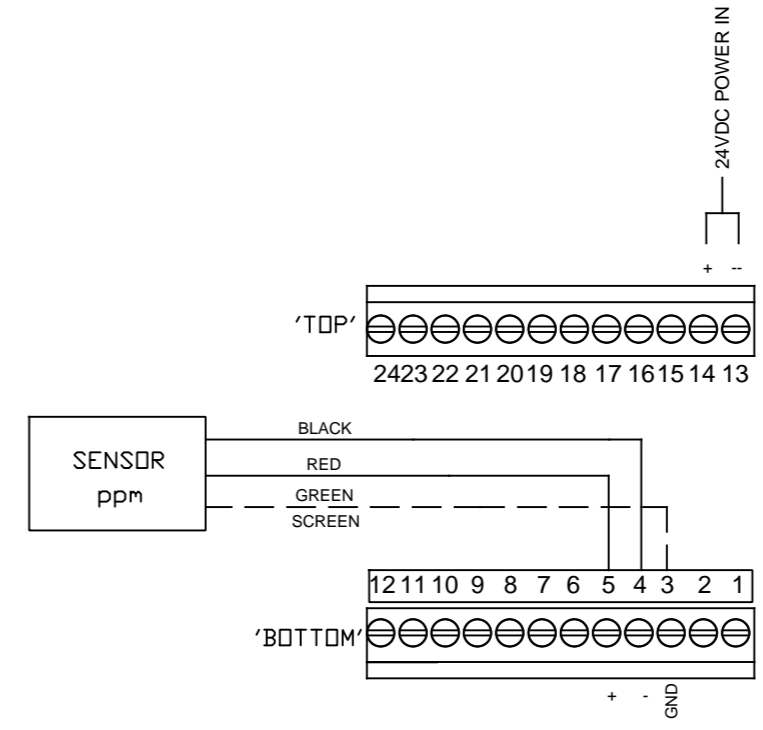 24VDC POWER IN
+ --
'TOP'
24 23 22 21 20 19 18 17 16 15 14 13
SENSOR
ppm
BLACK
RED
GREEN
SCREEN
12 11 10 9 8 7 6 5 4 3 2 1
'BOTTOM'
+ - GND